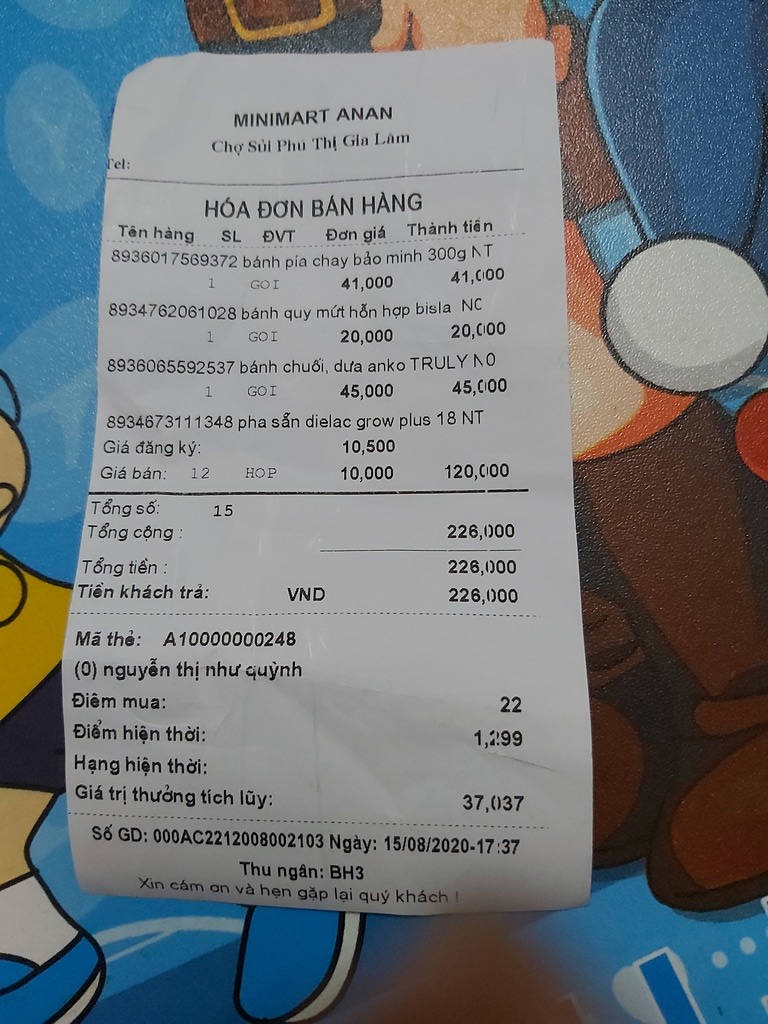 MINIMART ANAN
Chợ Sủi Phú Thị Gia Lâm
Tel:
HÓA ĐƠN BÁN HÀNG
Tên hàng SL ĐVT Đơn giá Thành tiền
8936017569372 bánh pía chay bảo minh 300g NT
1 GOI 41,000 41,000
8934762061028 bánh quy mứt hỗn hợp bisla NC
1 GOI 20,000 20,000
8936065592537 bánh chuối, dưa anko TRULY N0
1 GOI 45,000 45,000
8934673111348 pha sẵn dielac grow plus 18 NT
Giá đăng ký: 10,500
Giá bán: 12 HOP 10,000 120,000
Tổng số: 15
Tổng cộng : 226,000
Tổng tiền : 226,000
Tiền khách trả: VND 226,000
Mã thẻ: A10000000248
(0) nguyễn thị như quỳnh
Điểm mua: 22
Điểm hiện thời: 1,299
Hạng hiện thời:
Giá trị thưởng tích lũy: 37,037
Số GD: 000AC2212008002103 Ngày: 15/08/2020-17:37
Thu ngân: BH3
Xin cám ơn và hẹn gặp lại quý khách !